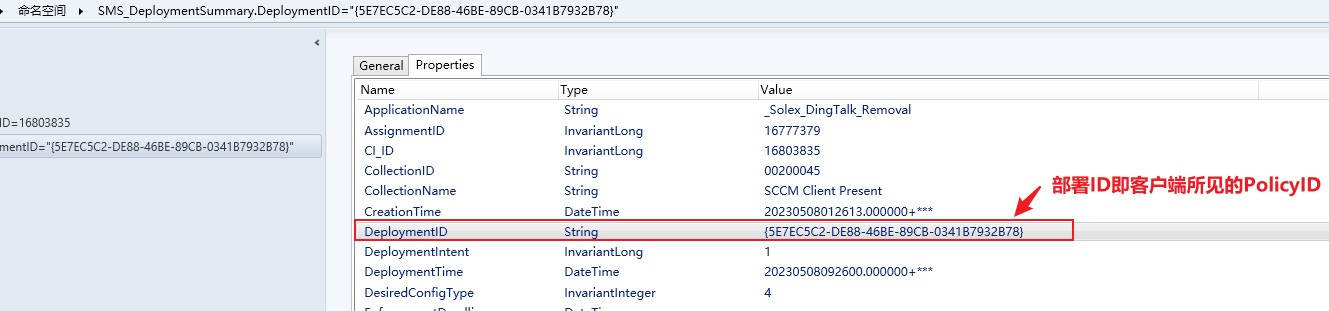 命名空间 SMS_DeploymentSummary.DeploymentID="{5E7EC5C2-DE88-46BE-89CB-0341B7932B78}"
General Properties
Name Type Value
ApplicationName String _Solex_DingTalk_Removal
ID=16803835
AssignmentID InvariantLong 16777379
mentID="{5E7EC5C2-DE88-46BE-89CB-0341B7932B78}"
CI_ID InvariantLong 16803835
CollectionID String 00200045
部署ID即客户端所见的PolicyID
CollectionName String SCCM Client Present
CreationTime DateTime 20230508012613.000000+***
DeploymentID String {5E7EC5C2-DE88-46BE-89CB-0341B7932B78}
DeploymentIntent InvariantLong 1
DeploymentTime DateTime 20230508092600.000000+***
DesiredConfigType InvariantInteger 4